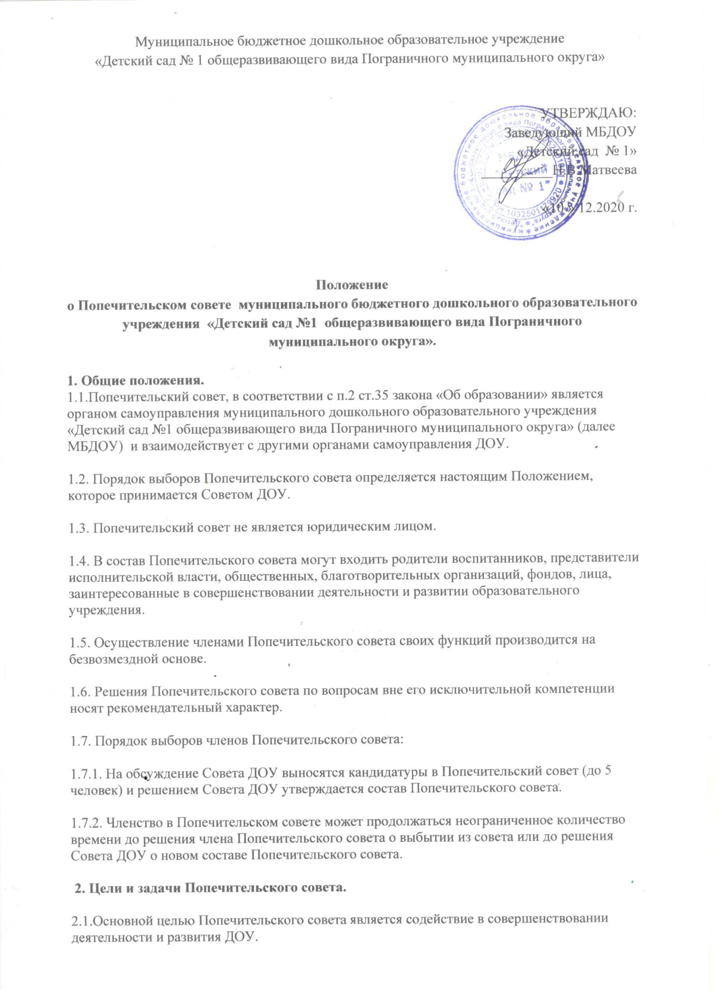 Муниципальное бюджетное дошкольное образовательное учреждение
«Детский сад № 1 общеразвивающего вида Пограничного муниципального округа»
УТВЕРЖДАЮ:
Заведующий МБДОУ
«Детский сад № 1»
Н.В.Матвеева
«10 » 12.2020 г.
Детский
сад № 1"
1032501179920
Положение
о Попечительском совете муниципального бюджетного дошкольного образовательного
учреждения «Детский сад №1 общеразвивающего вида Пограничного
муниципального округа».
1. Общие положения.
1.1.Попечительский совет, в соответствии с п.2 ст.35 закона «Об образовании» является
органом самоуправления муниципального дошкольного образовательного учреждения
«Детский сад №1 общеразвивающего вида Пограничного муниципального округа» (далее
МБДОУ) и взаимодействует с другими органами самоуправления ДОУ.
1.2. Порядок выборов Попечительского совета определяется настоящим Положением,
которое принимается Советом ДОУ.
1.3. Попечительский совет не является юридическим лицом.
1.4. В состав Попечительского совета могут входить родители воспитанников, представители
исполнительской власти, общественных, благотворительных организаций, фондов, лица,
заинтересованные в совершенствовании деятельности и развитии образовательного
учреждения.
1.5. Осуществление членами Попечительского совета своих функций производится на
безвозмездной основе.
1.6. Решения Попечительского совета по вопросам вне его исключительной компетенции
носят рекомендательный характер.
1.7. Порядок выборов членов Попечительского совета:
1.7.1. На обсуждение Совета ДОУ выносятся кандидатуры в Попечительский совет (до 5
человек) и решением Совета ДОУ утверждается состав Попечительского совета.
1.7.2. Членство в Попечительском совете может продолжаться неограниченное количество
времени до решения члена Попечительского совета о выбытии из совета или до решения
Совета ДОУ о новом составе Попечительского совета.
2. Цели и задачи Попечительского совета.
2.1.Основной целью Попечительского совета является содействие в совершенствовании
деятельности и развития ДОУ.